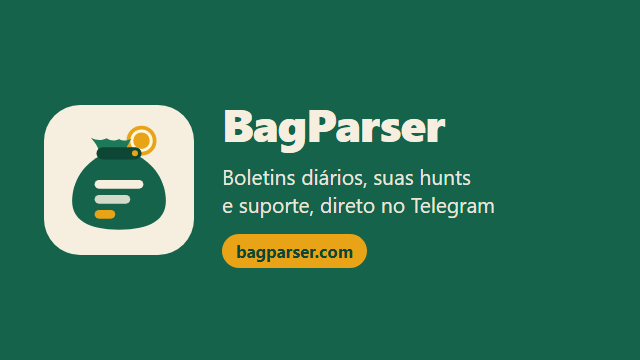 BagParser
Boletins diários, suas hunts
e suporte, direto no Telegram
bagparser.com